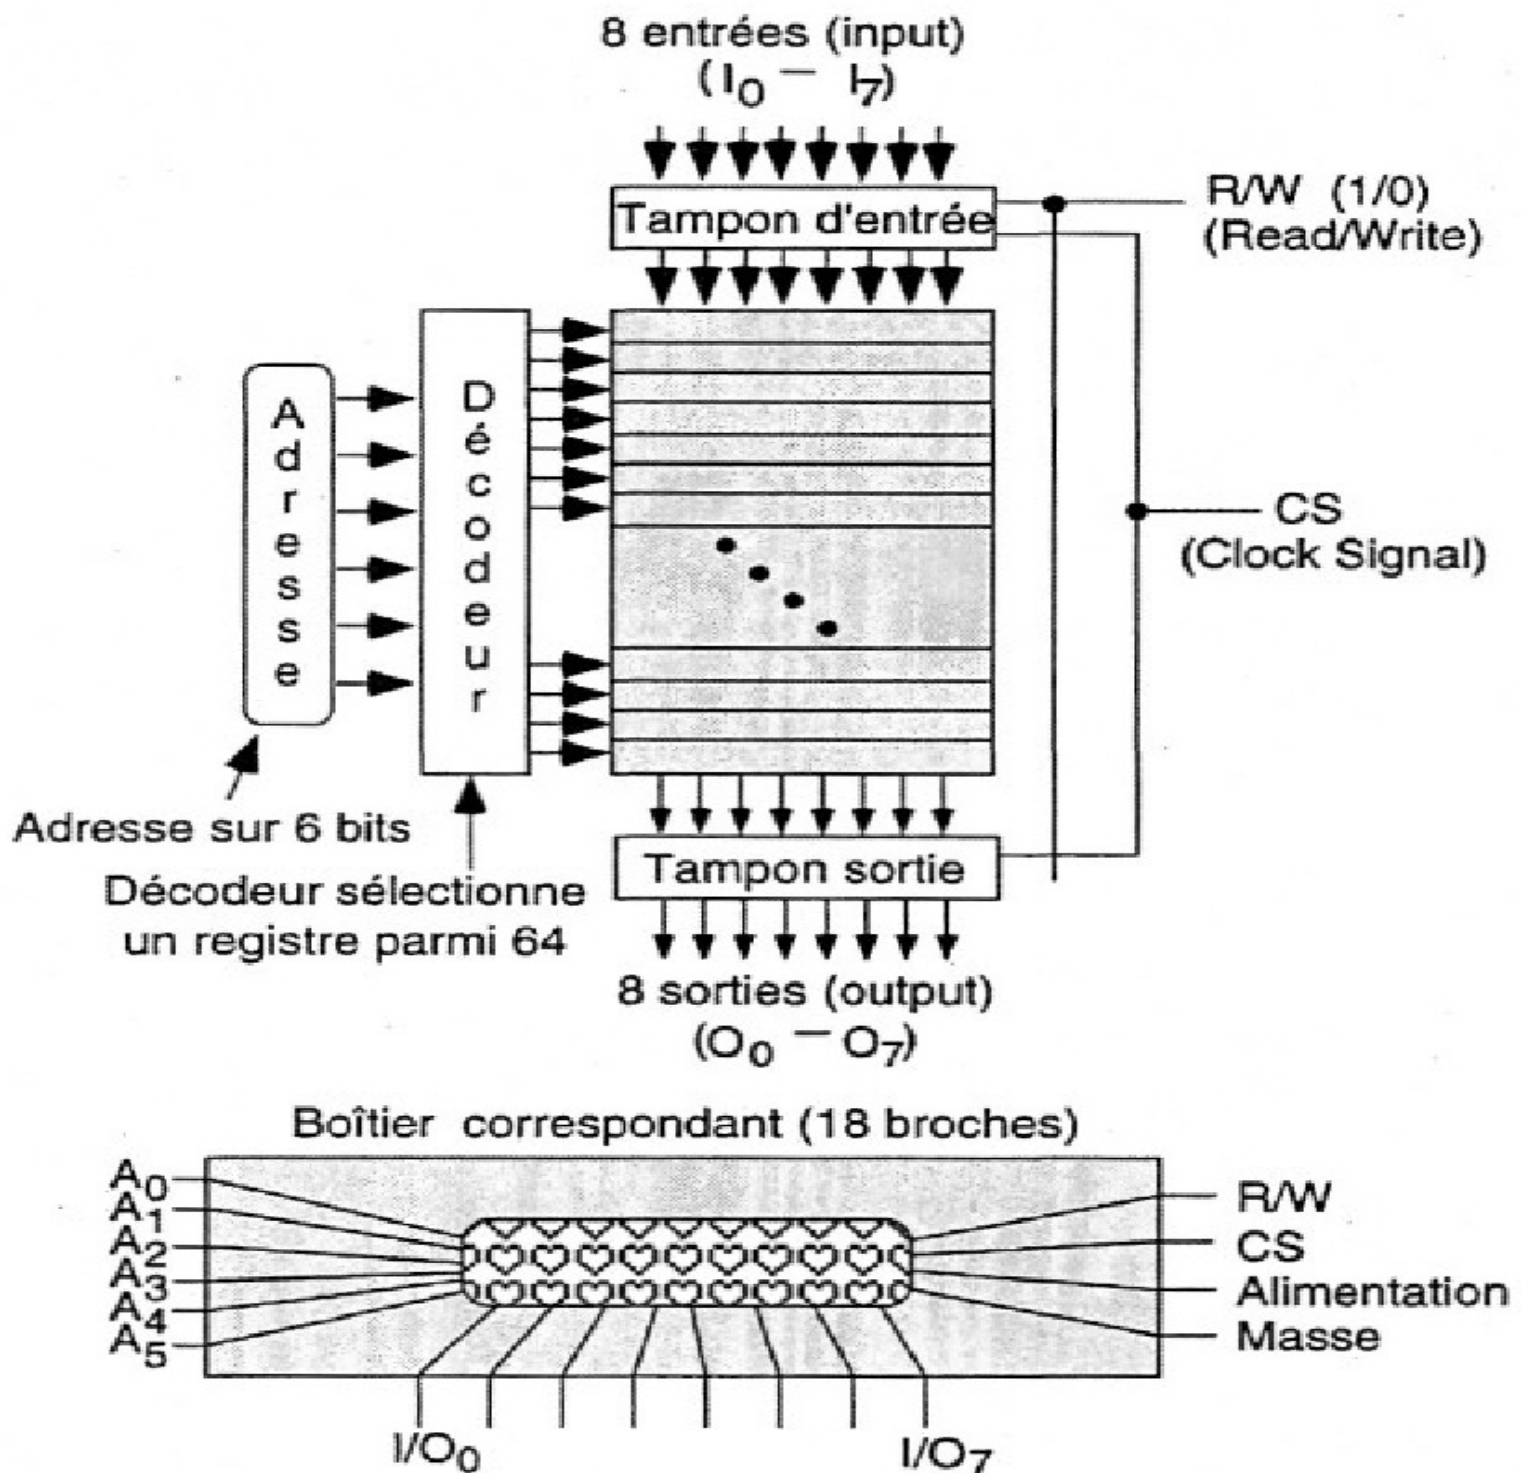 8 entrées (input)
(I0 — I7)
Tampon d'entrée
R/W (1/0)
(Read/Write)
Adresse
Décodeur
CS
(Clock Signal)
Adresse sur 6 bits
Décodeur sélectionne
un registre parmi 64
Tampon sortie
8 sorties (output)
(O0 — O7)
Boîtier correspondant (18 broches)
A0
A1
A2
A3
A4
A5
R/W
CS
Alimentation
Masse
I/O0
I/O7